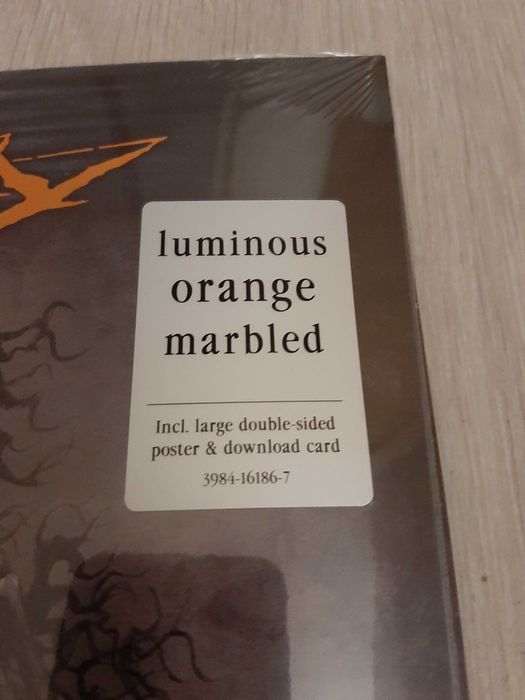 luminous
orange
marbled
Incl. large double-sided
poster & download card
3984-16186-7